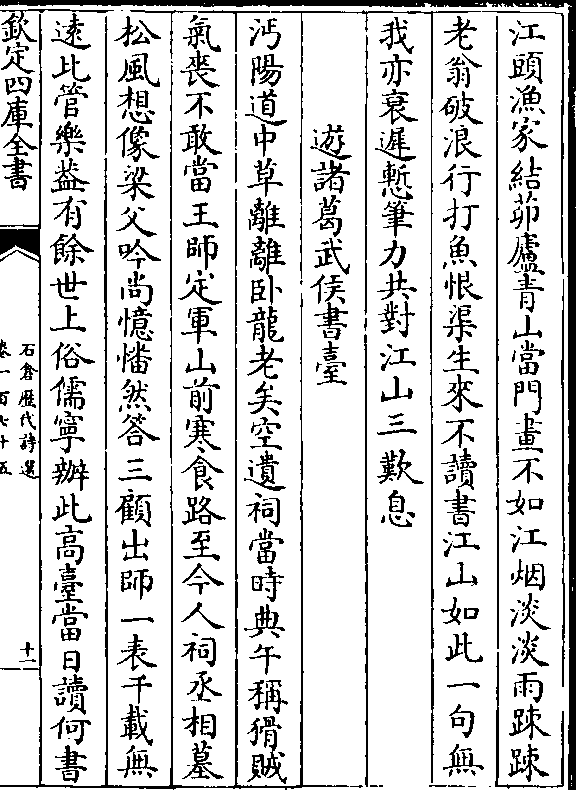 江頭漁家結茆廬青山當門畫不如江烟淡淡雨踈踈
老翁破浪行打魚恨渠生來不讀書江山如此一句無
我亦衰遲慙筆力共對江山三歎息
遊諸葛武侯書臺
沔陽道中草離離卧龍老矣空遺祠當時典午稱猾賊
氣喪不敢當王師定軍山前寒食路至今人祠丞相墓
松風想像梁父吟尚憶幡然答三顧出師一表千載無
遠比管樂葢有餘世上俗儒寧辦此高臺當日讀何書
欽定四庫全書
石倉歷代詩選
卷一百七十五
十二